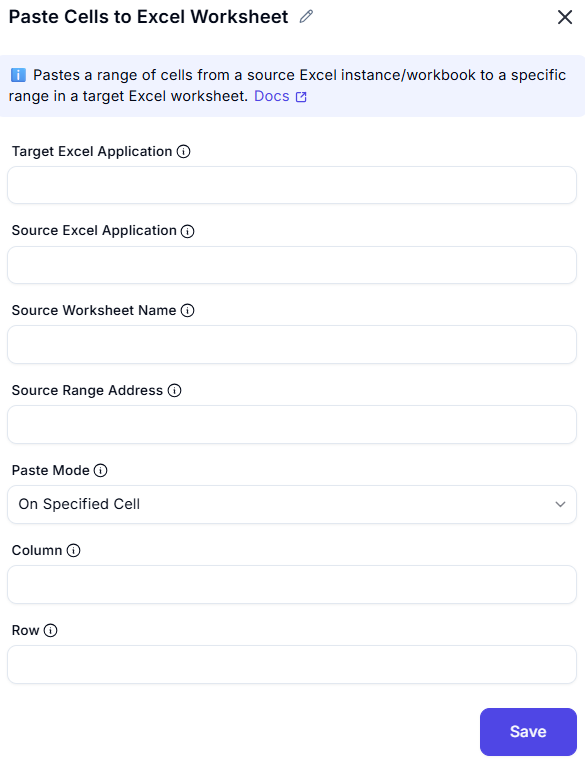 Paste Cells to Excel Worksheet
Pastes a range of cells from a source Excel instance/workbook to a specific
range in a target Excel worksheet. Docs
Target Excel Application
Source Excel Application
Source Worksheet Name
Source Range Address
Paste Mode
On Specified Cell
Column
Row
Save